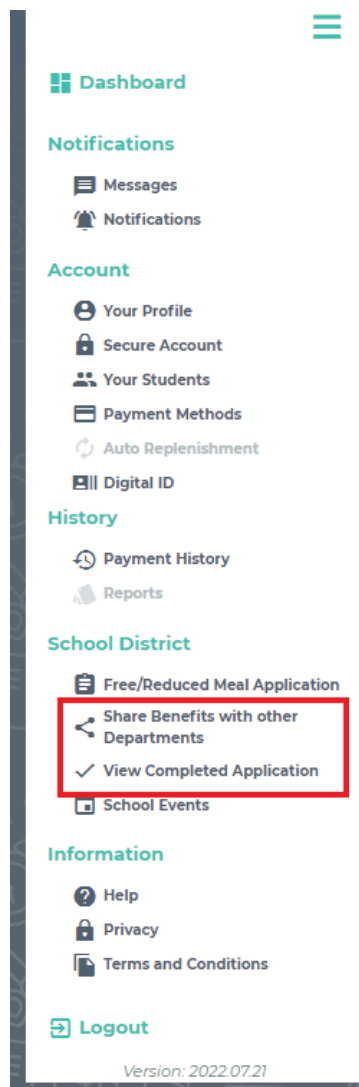 Dashboard
Notifications
Messages
Notifications
Account
Your Profile
Secure Account
Your Students
Payment Methods
Auto Replenishment
Digital ID
History
Payment History
Reports
School District
Free/Reduced Meal Application
Share Benefits with other
Departments
View Completed Application
School Events
Information
Help
Privacy
Terms and Conditions
Logout
Version: 2022.07.21